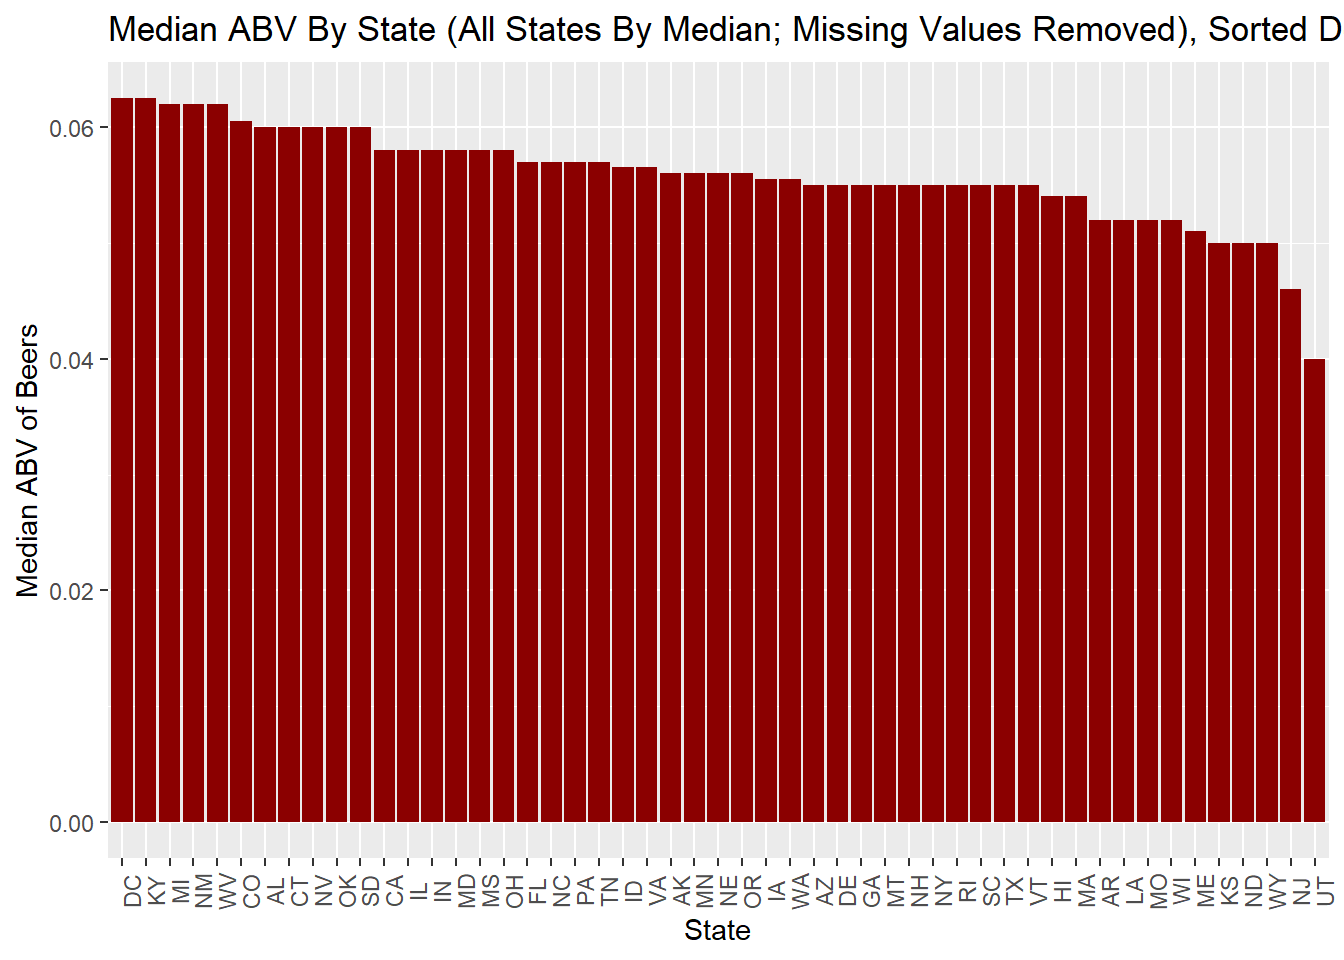 Median ABV By State (All States By Median; Missing Values Removed), Sorted D
Median ABV of Beers
0.06
0.04
0.02
0.00
DC KY MI NM WV CO AL CT NV OK SD CA IL IN MD MS OH FL NC PA TN ID VA AK MN NE OR IA WA AZ DE GA MT NH NY RI SC TX VT HI MA AR LA MO WI ME KS ND WY NJ UT
State